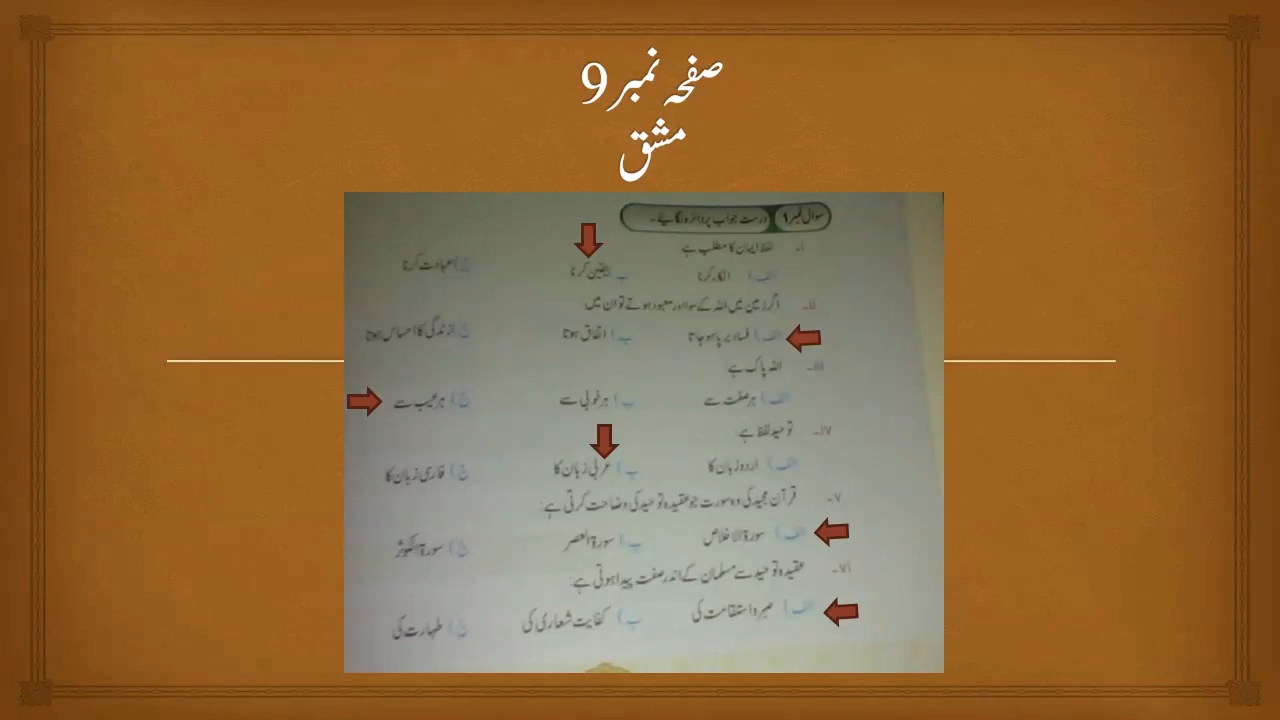 صفحہ نمبر 9
مشق
سوال نمبر ۱ درست جواب پر دائرہ لگائیے۔
i۔ لفظ ایمان کا مطلب ہے
الف) انکار کرنا ب) یقین کرنا ج) عبادت کرنا
ii۔ اگر زمین میں اللہ کے سوا اور معبود ہوتے تو ان میں
الف) فساد برپا ہو جاتا ب) اتفاق ہوتا ج) زندگی کا احساس ہوتا
iii۔ اللہ پاک ہے
الف) ہر صفت سے ب) ہر خوبی سے ج) ہر عیب سے
iv۔ توحید لفظ ہے
الف) اردو زبان کا ب) عربی زبان کا ج) فارسی زبان کا
v۔ قرآن مجید کی وہ سورت جو عقیدہ توحید کی وضاحت کرتی ہے:
الف) سورۃ الاخلاص ب) سورۃ العصر ج) سورۃ الکوثر
vi۔ عقیدہ توحید سے مسلمان کے اندر صفت پیدا ہوتی ہے:
الف) صبر و استقامت کی ب) کفایت شعاری کی ج) طہارت کی